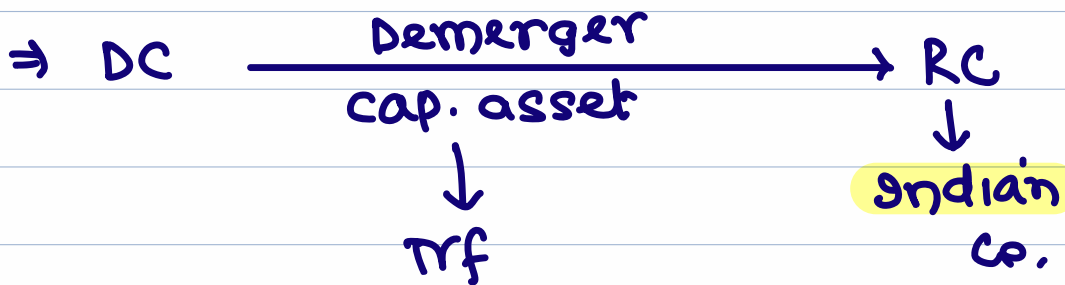 ⇒ DC Demerger → RC
cap. asset
↓ ↓
Trf Indian
Co.